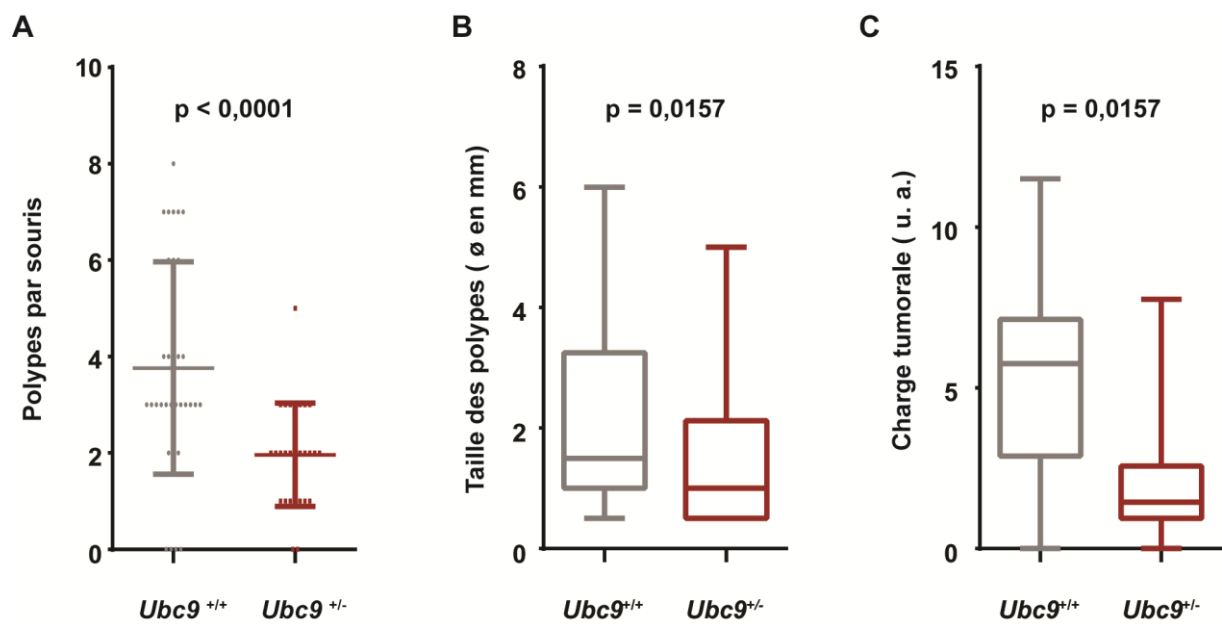 A
Polypes par souris
10
8
6
4
2
0
p < 0,0001
Ubc9 +/+
Ubc9 +/-
B
Taille des polypes ( ø en mm)
8
6
4
2
0
p = 0,0157
Ubc9+/+
Ubc9+/-
C
Charge tumorale ( u. a.)
15
10
5
0
p = 0,0157
Ubc9+/+
Ubc9+/-